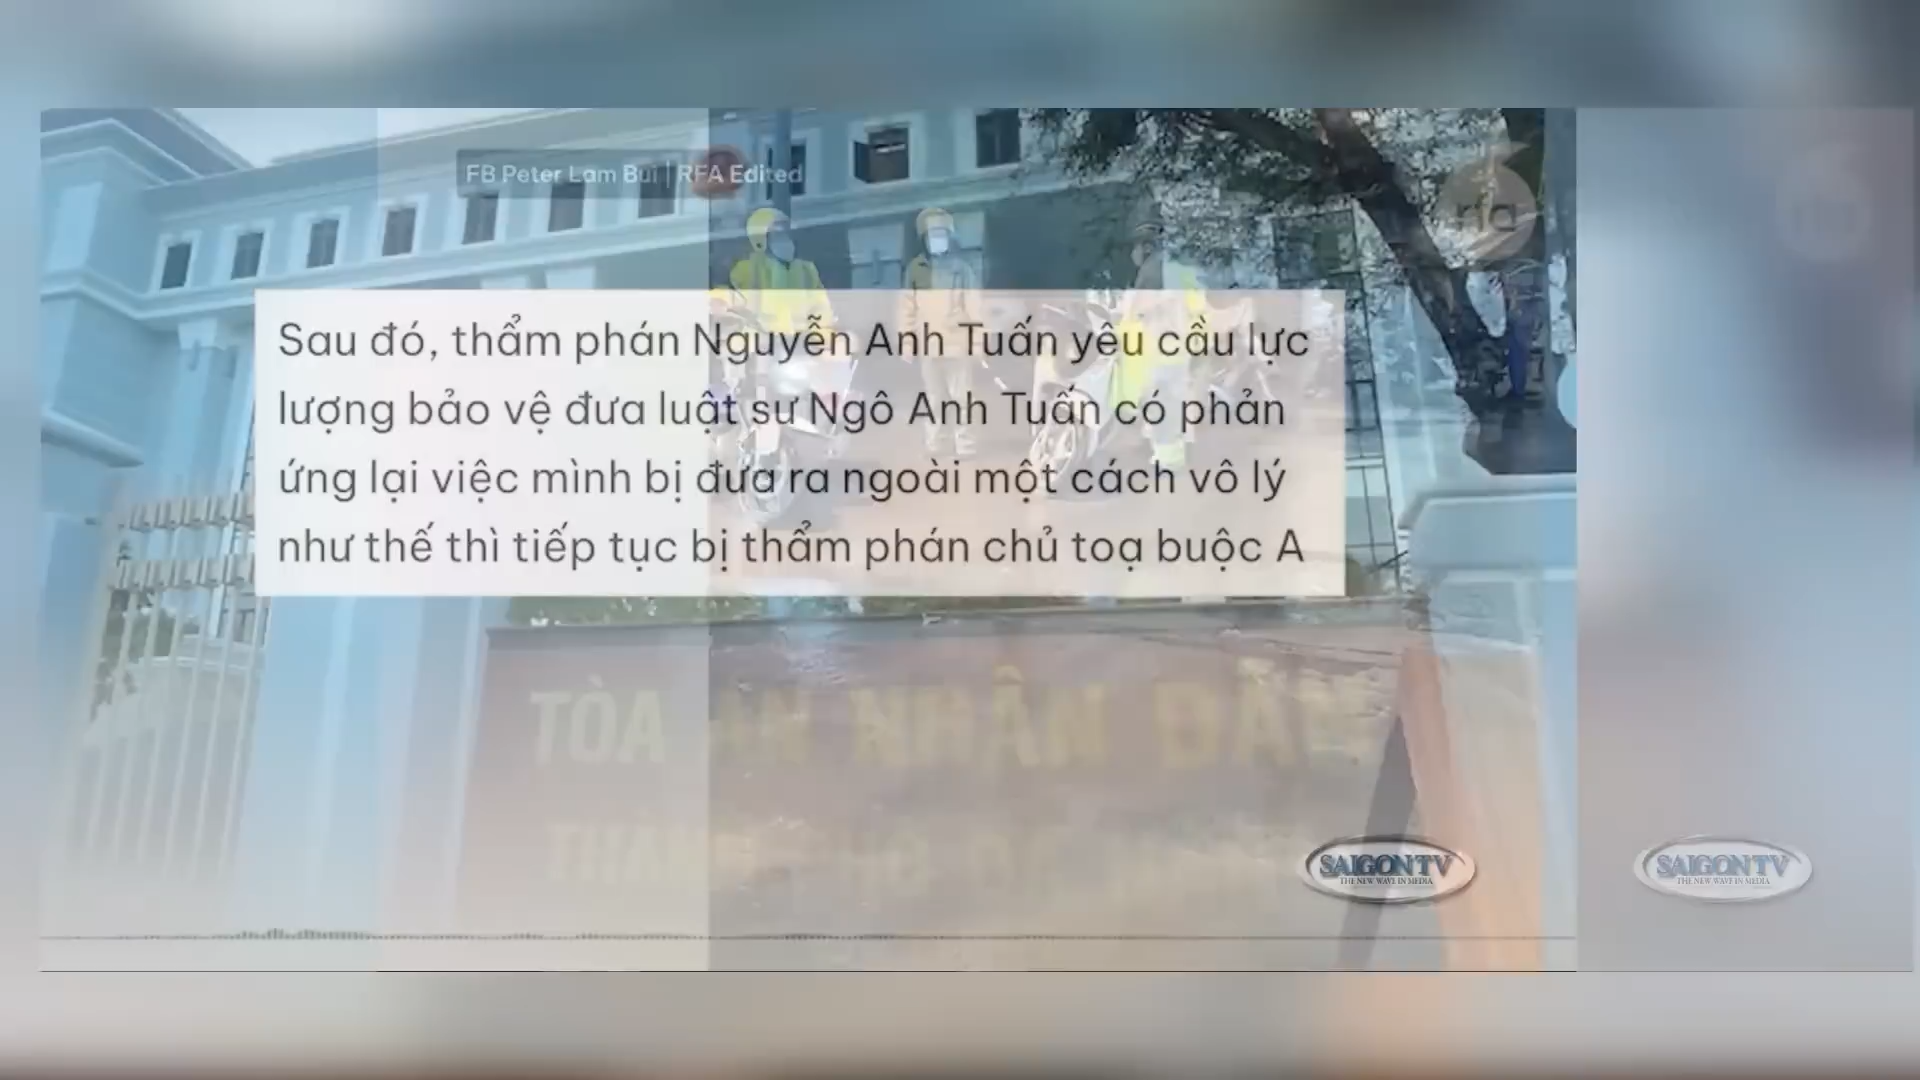 FB Peter Lam Bui | RFA Edited
rfa
Sau đó, thẩm phán Nguyễn Anh Tuấn yêu cầu lực
lượng bảo vệ đưa luật sư Ngô Anh Tuấn có phản
ứng lại việc mình bị đưa ra ngoài một cách vô lý
như thế thì tiếp tục bị thẩm phán chủ toạ buộc A
TÒA ÁN NHÂN DÂN
SAIGON TV
THE NEW WAVE IN MEDIA
SAIGON TV
THE NEW WAVE IN MEDIA